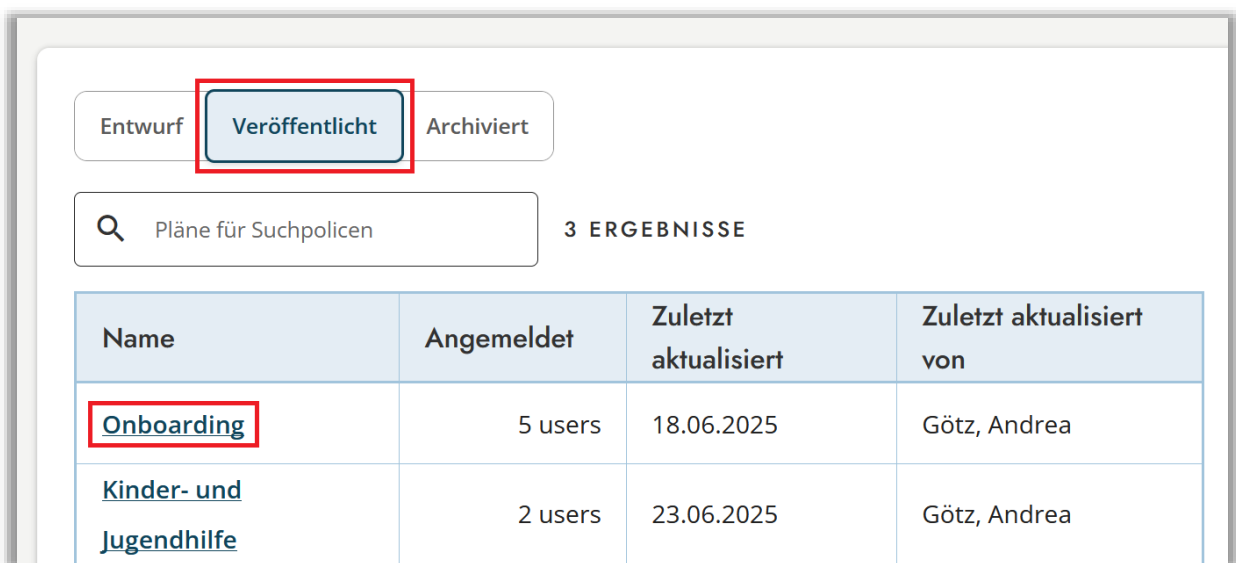 Entwurf Veröffentlicht Archiviert
Pläne für Suchpolicen 3 ERGEBNISSE
Name Angemeldet Zuletzt aktualisiert Zuletzt aktualisiert von
Onboarding 5 users 18.06.2025 Götz, Andrea
Kinder- und Jugendhilfe 2 users 23.06.2025 Götz, Andrea